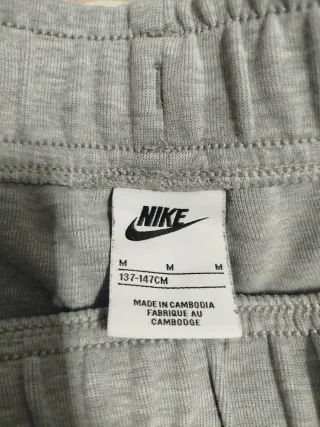 NIKE
M M M
137-147CM
MADE IN CAMBODIA
FABRIQUE AU
CAMBODGE